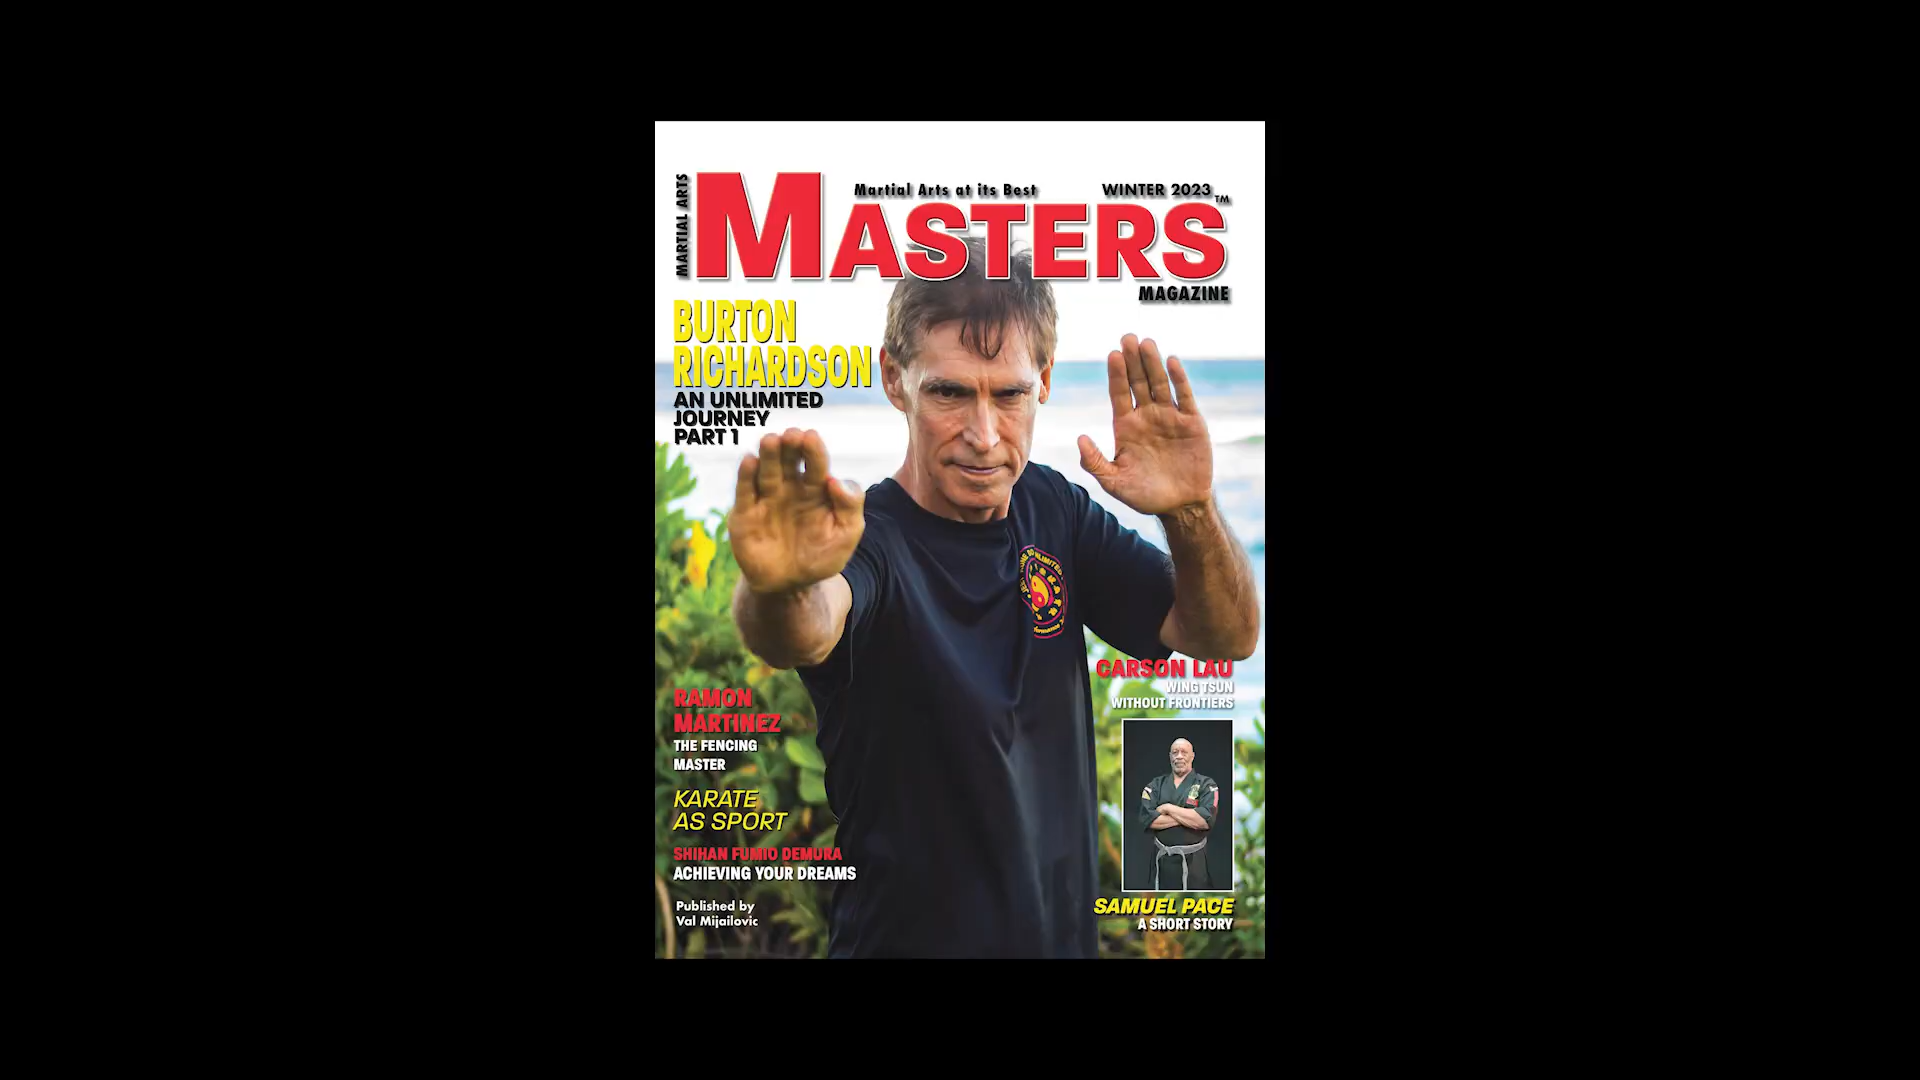 MARTIAL ARTS
Martial Arts at its Best
WINTER 2023
MASTERS™
MAGAZINE
BURTON
RICHARDSON
AN UNLIMITED
JOURNEY
PART 1
CARSON LAU
WING TSUN
WITHOUT FRONTIERS
RAMON
MARTINEZ
THE FENCING
MASTER
KARATE
AS SPORT
SHIHAN FUMIO DEMURA
ACHIEVING YOUR DREAMS
Published by
Val Mijailovic
SAMUEL PACE
A SHORT STORY